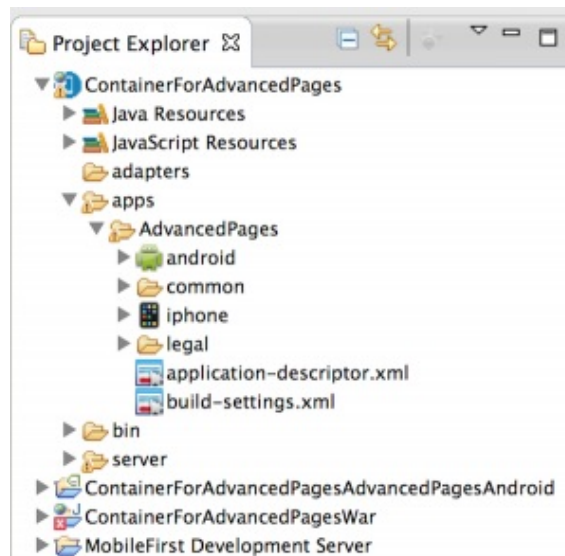 Project Explorer
ContainerForAdvancedPages
Java Resources
JavaScript Resources
adapters
apps
AdvancedPages
android
common
iphone
legal
application-descriptor.xml
build-settings.xml
bin
server
ContainerForAdvancedPagesAdvancedPagesAndroid
ContainerForAdvancedPagesWar
MobileFirst Development Server